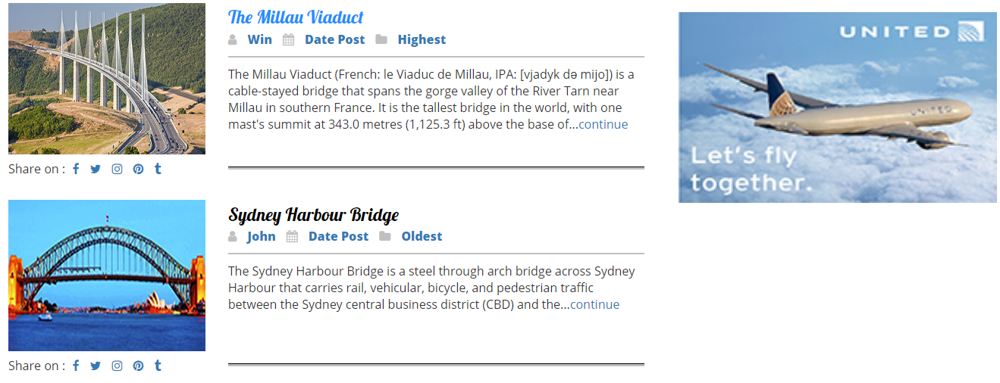 The Millau Viaduct
Win Date Post Highest
The Millau Viaduct (French: le Viaduc de Millau, IPA: [vjadyk də mijo]) is a
cable-stayed bridge that spans the gorge valley of the River Tarn near
Millau in southern France. It is the tallest bridge in the world, with one
mast's summit at 343.0 metres (1,125.3 ft) above the base of...continue
Share on :
Sydney Harbour Bridge
John Date Post Oldest
The Sydney Harbour Bridge is a steel through arch bridge across Sydney
Harbour that carries rail, vehicular, bicycle, and pedestrian traffic
between the Sydney central business district (CBD) and the...continue
Share on :
UNITED
UNITED
Let's fly
together.